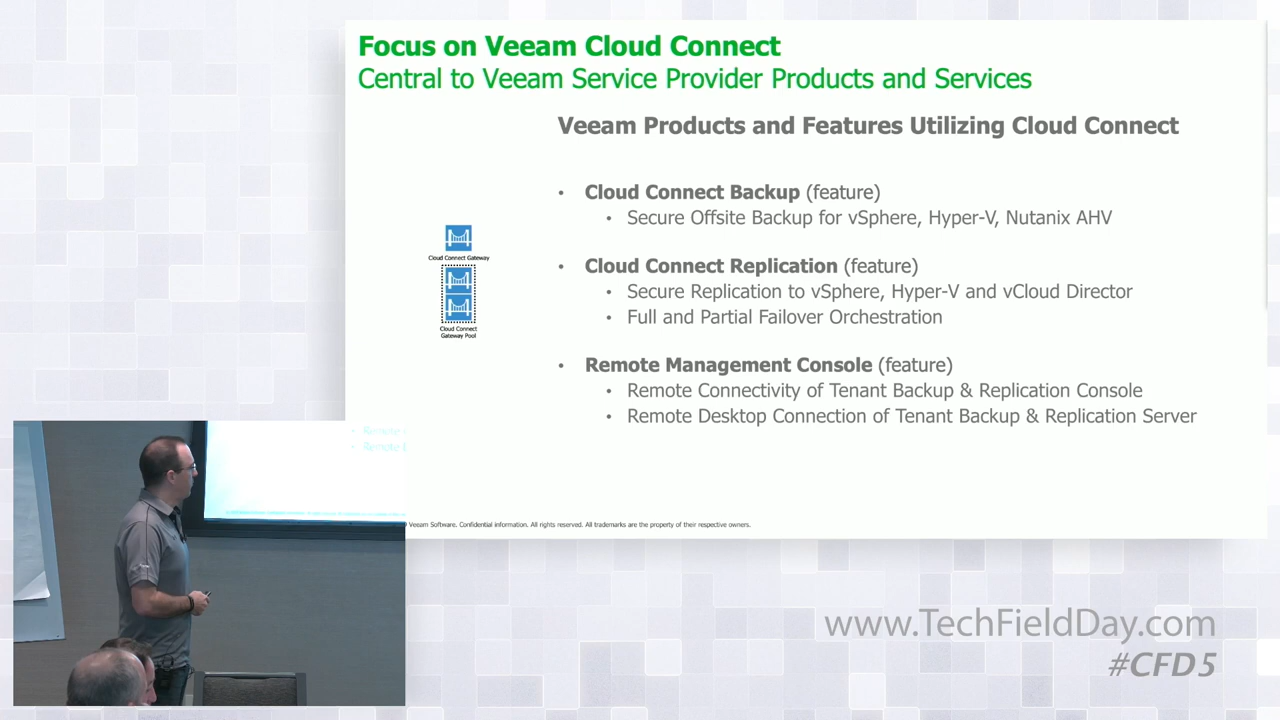 Focus on Veeam Cloud Connect
Central to Veeam Service Provider Products and Services
Veeam Products and Features Utilizing Cloud Connect
• Cloud Connect Backup (feature)
• Secure Offsite Backup for vSphere, Hyper-V, Nutanix AHV
• Cloud Connect Replication (feature)
• Secure Replication to vSphere, Hyper-V and vCloud Director
• Full and Partial Failover Orchestration
• Remote Management Console (feature)
• Remote Connectivity of Tenant Backup & Replication Console
• Remote Desktop Connection of Tenant Backup & Replication Server
Cloud Connect Gateway
Cloud Connect
Gateway Pool
• Remote
• Remote
Veeam Software. Confidential information. All rights reserved. All trademarks are the property of their respective owners.
www.TechFieldDay.com
#CFD5